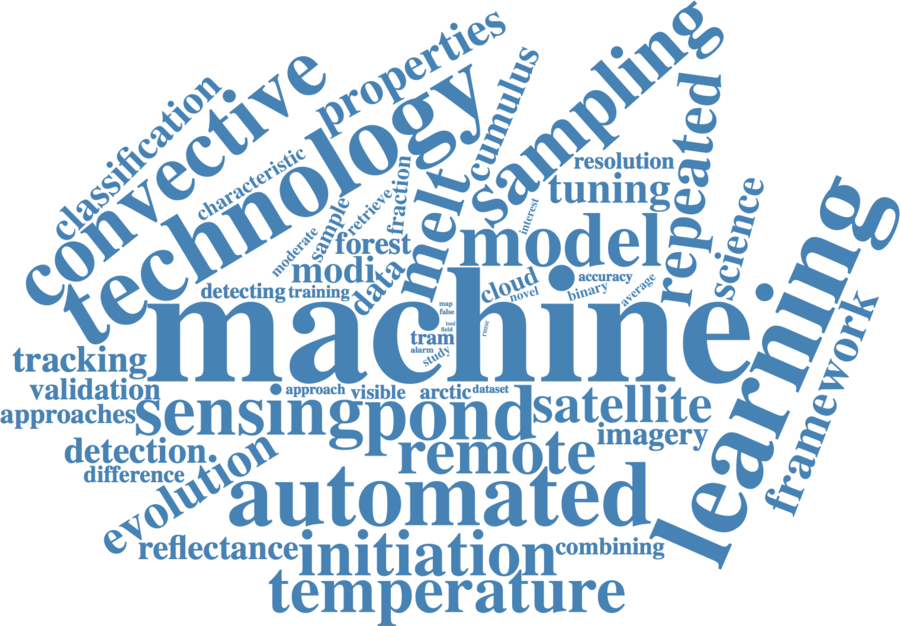 classification
convective
technology
properties
characteristic
cumulus
sampling
repeated
resolution
tuning
interest
fraction
retrieve
sample
moderate
forest
modi.
data
melt
model
science
learning
framework
detecting
training
cloud
novel
accuracy
binary
average
map
false
tool
field
rmse
tram
alarm
study
machine
tracking
validation
approaches
approach
visible
arctic
dataset
sensing
pond
satellite
imagery
detection.
difference
evolution
remote
automated
reflectance
initiation
combining
temperature